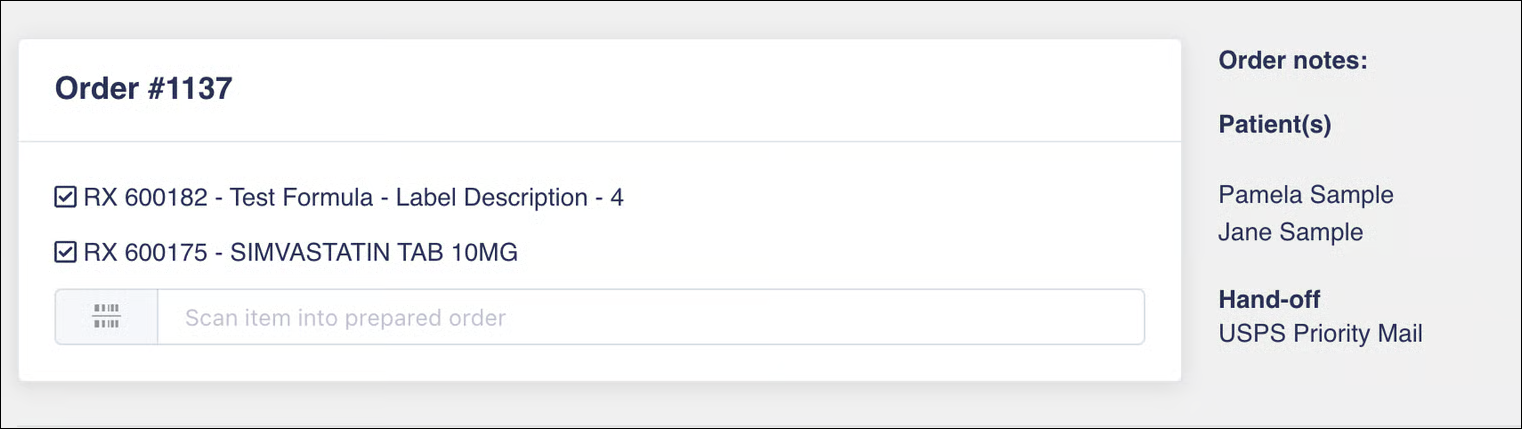 Order #1137
RX 600182 - Test Formula - Label Description - 4
RX 600175 - SIMVASTATIN TAB 10MG
Scan item into prepared order
Order notes:
Patient(s)
Pamela Sample
Jane Sample
Hand-off
USPS Priority Mail